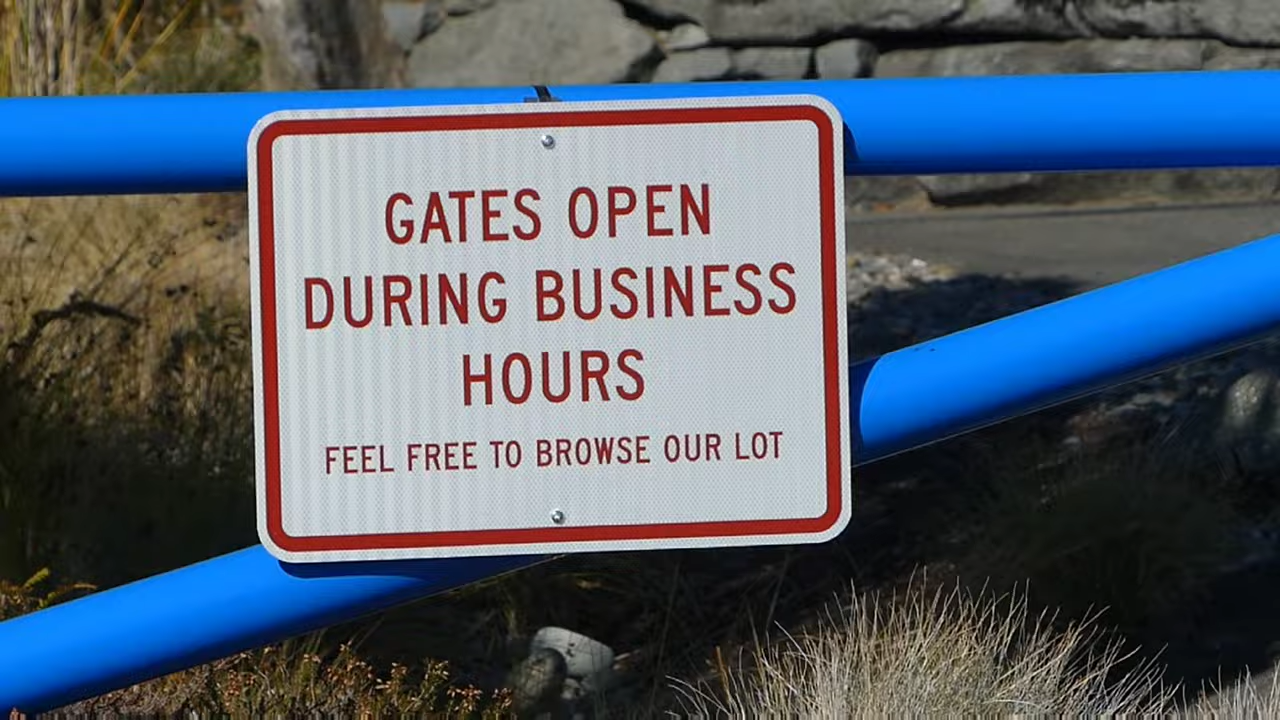 GATES OPEN
DURING BUSINESS
HOURS
FEEL FREE TO BROWSE OUR LOT